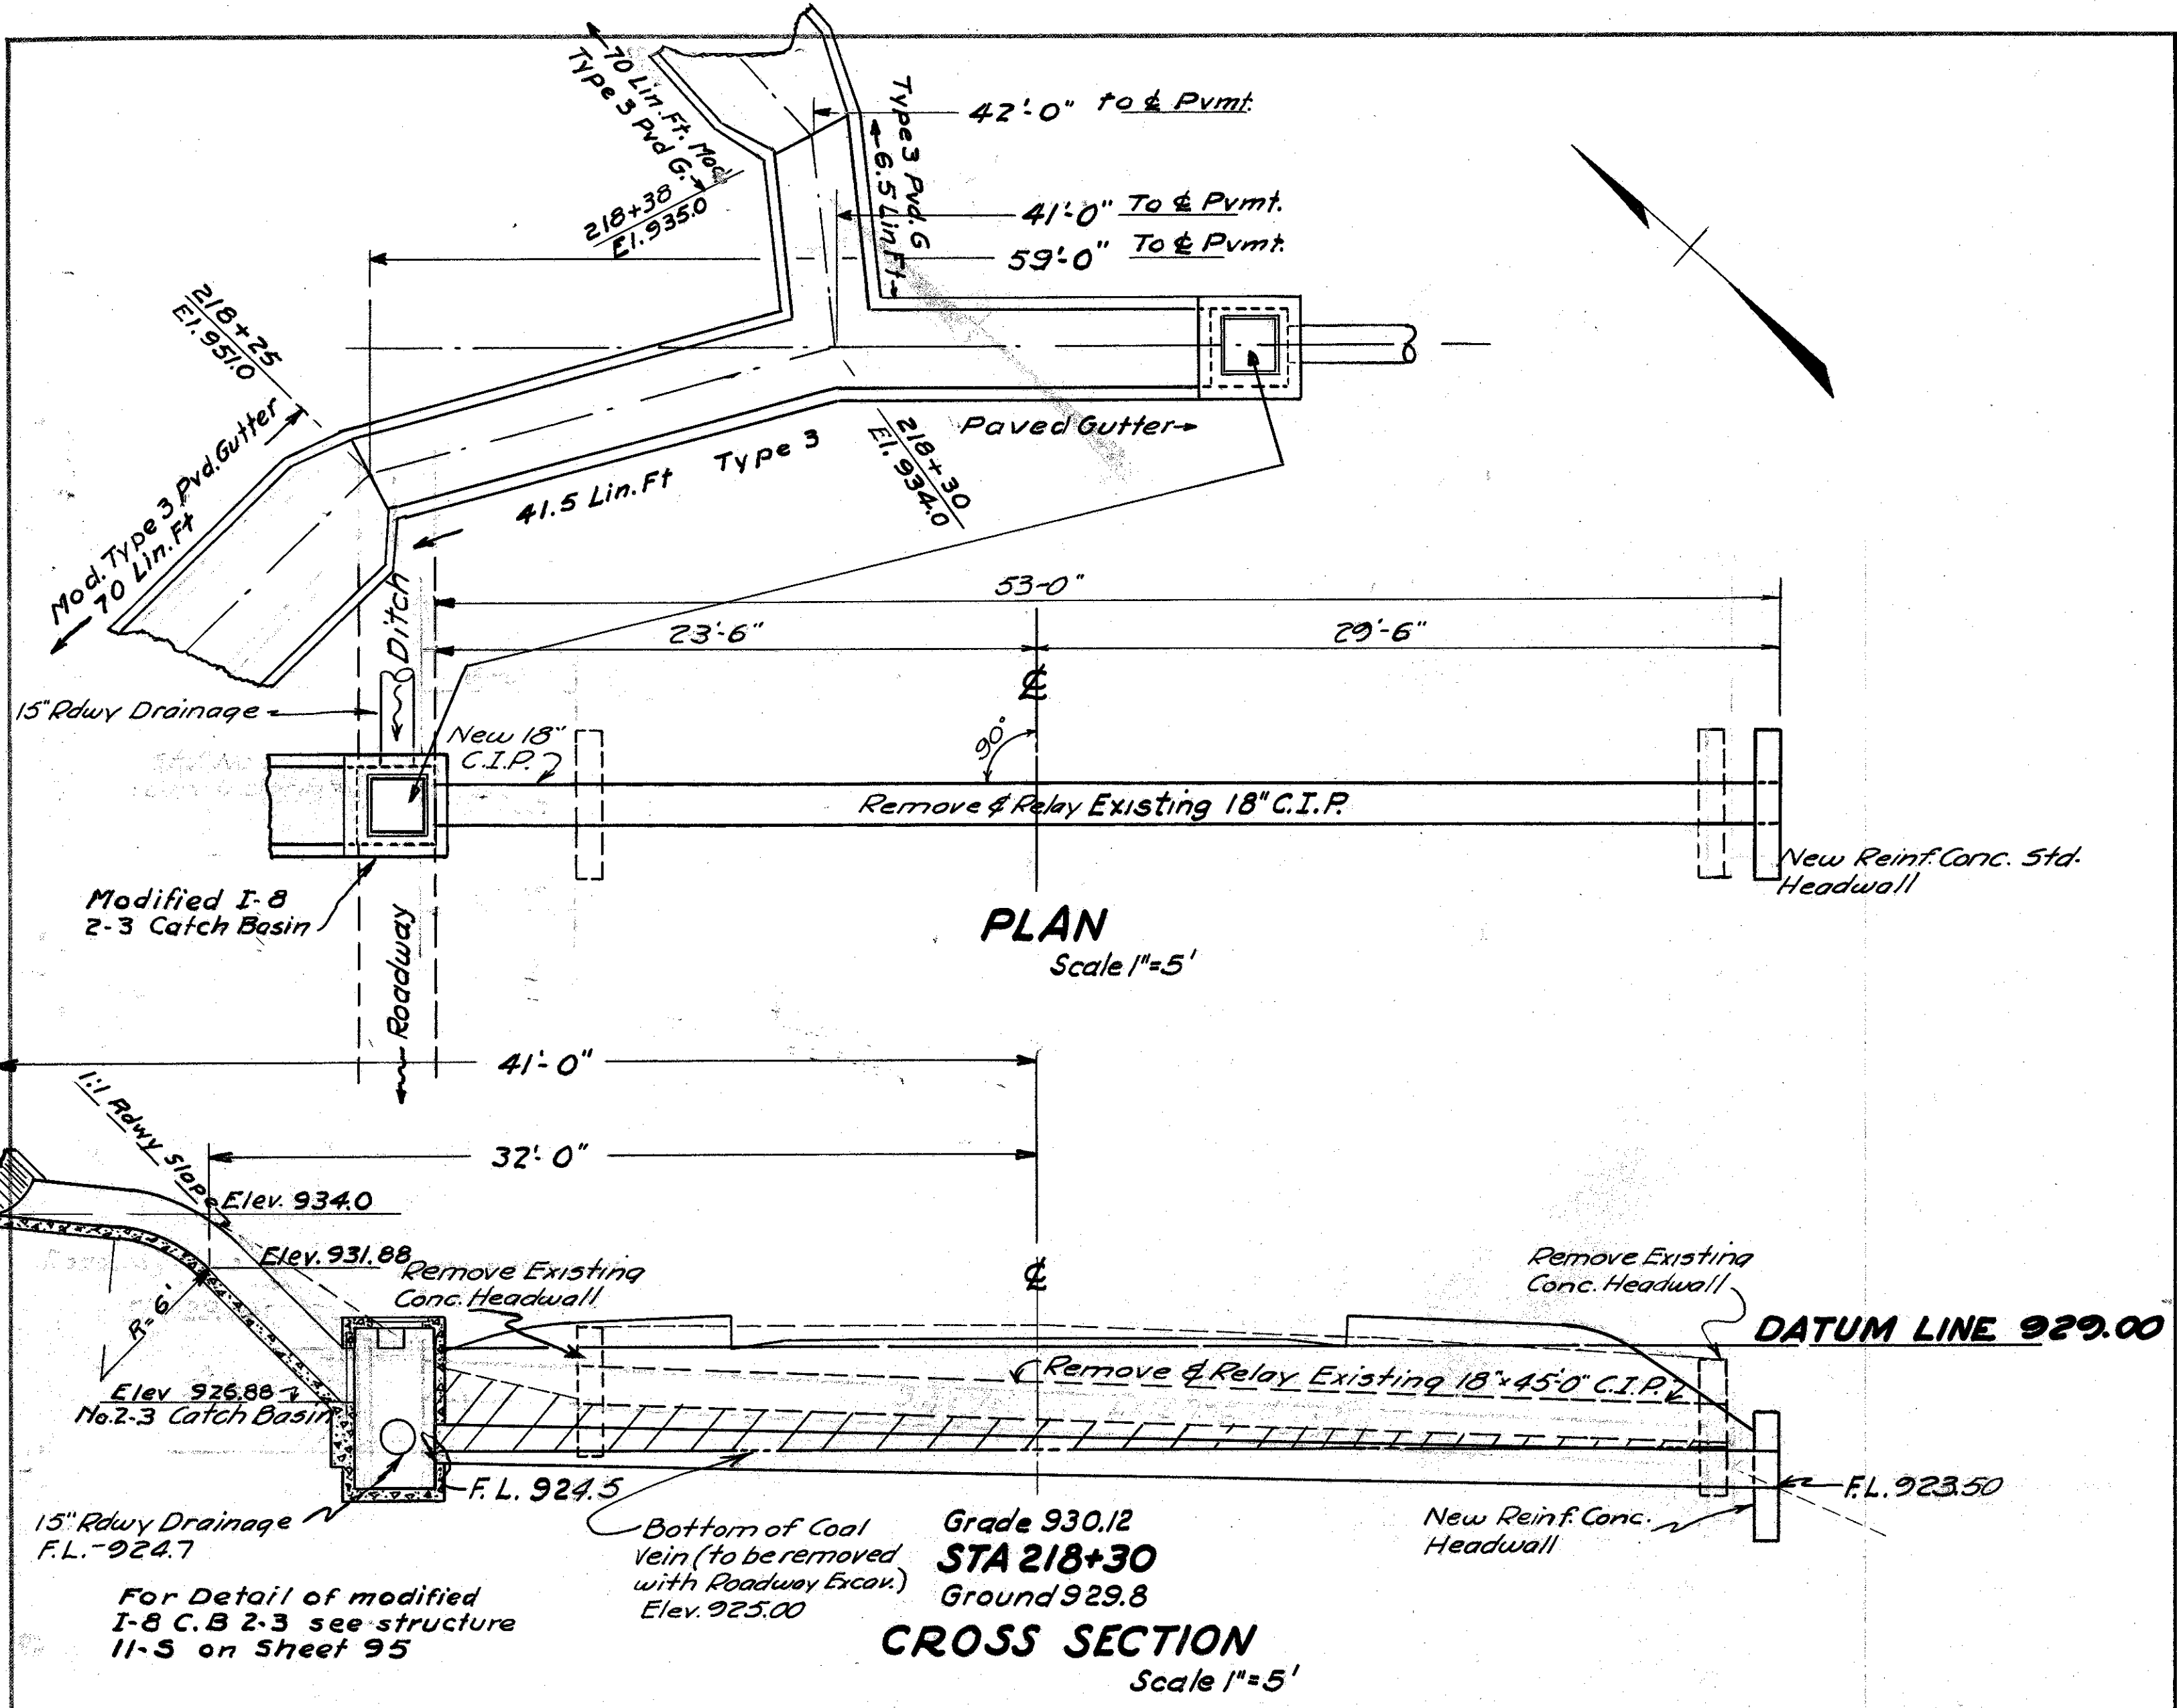 70 Lin. Ft. Mod.
Type 3 Pvd G.
218+38
El. 935.0
Type 3 Pvd. G
6.5 Lin Ft
42'-0" to ℄ Pvmt.
41'-0" To ℄ Pvmt.
59'-0" To ℄ Pvmt.
218+25
El. 951.0
Mod. Type 3 Pvd. Gutter
70 Lin. Ft
41.5 Lin. Ft Type 3
218+30
El. 934.0
Paved Gutter
53-0"
23'-6"
29'-6"
Ditch
℄
90°
15" Rdwy Drainage
New 18"
C.I.P.
Remove & Relay Existing 18" C.I.P.
New Reinf. Conc. Std.
Headwall
Modified I-8
2-3 Catch Basin
Roadway
PLAN
Scale 1"=5'
41'-0"
1:1 Rdwy Slope
32'-0"
Elev. 934.0
Elev. 931.88
Remove Existing
Conc. Headwall
℄
Remove Existing
Conc. Headwall
R=6'
DATUM LINE 929.00
Remove & Relay Existing 18"x45'-0" C.I.P.
Elev 926.88
No.2-3 Catch Basin
F.L. 924.5
F.L. 923.50
15" Rdwy Drainage
F.L.-924.7
Bottom of Coal
Vein (to be removed
with Roadway Excav.)
Elev. 925.00
Grade 930.12
STA 218+30
Ground 929.8
New Reinf. Conc.
Headwall
For Detail of modified
I-8 C.B 2-3 see structure
11-S on Sheet 95
CROSS SECTION
Scale 1"=5'